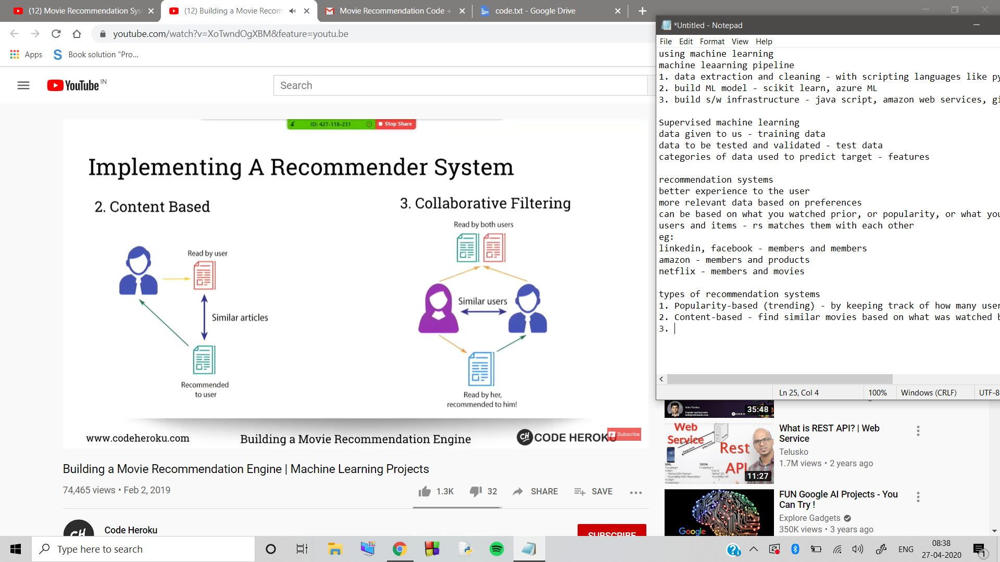 (12) Movie Recommendation Sys
(12) Building a Movie Recom
Movie Recommendation Code +
code.txt - Google Drive
youtube.com/watch?v=XoTwndOgXBM&feature=youtu.be
Apps
Book solution "Pro...
YouTube IN
Search
ID: 427-118-231
Stop Share
Implementing A Recommender System
2. Content Based
3. Collaborative Filtering
Read by both users
Read by user
Similar articles
Similar users
Recommended
to user
Read by her,
recommended to him!
www.codeheroku.com
Building a Movie Recommendation Engine
CH CODE HEROKU
Subscribe
Building a Movie Recommendation Engine | Machine Learning Projects
74,465 views • Feb 2, 2019
1.3K
32
SHARE
SAVE
CH
Code Heroku
SUBSCRIBE
*Untitled - Notepad
File Edit Format View Help
using machine learning
machine leaarning pipeline
1. data extraction and cleaning - with scripting languages like py
2. build ML model - scikit learn, azure ML
3. build s/w infrastructure - java script, amazon web services, gi
Supervised machine learning
data given to us - training data
data to be tested and validated - test data
categories of data used to predict target - features
recommendation systems
better experience to the user
more relevant data based on preferences
can be based on what you watched prior, or popularity, or what you
users and items - rs matches them with each other
eg:
linkedin, facebook - members and members
amazon - members and products
netflix - members and movies
types of recommendation systems
1. Popularity-based (trending) - by keeping track of how many user
2. Content-based - find similar movies based on what was watched b
3.
Ln 25, Col 4
100%
Windows (CRLF)
UTF-8
35:48
Web
Service
Rest
API
XML
JSON
11:27
What is REST API? | Web
Service
Telusko
1.7M views • 2 years ago
Google
FUN Google AI Projects - You
Can Try !
Explore Gadgets
350K views • 3 years ago
Type here to search
ENG
08:38
27-04-2020
1